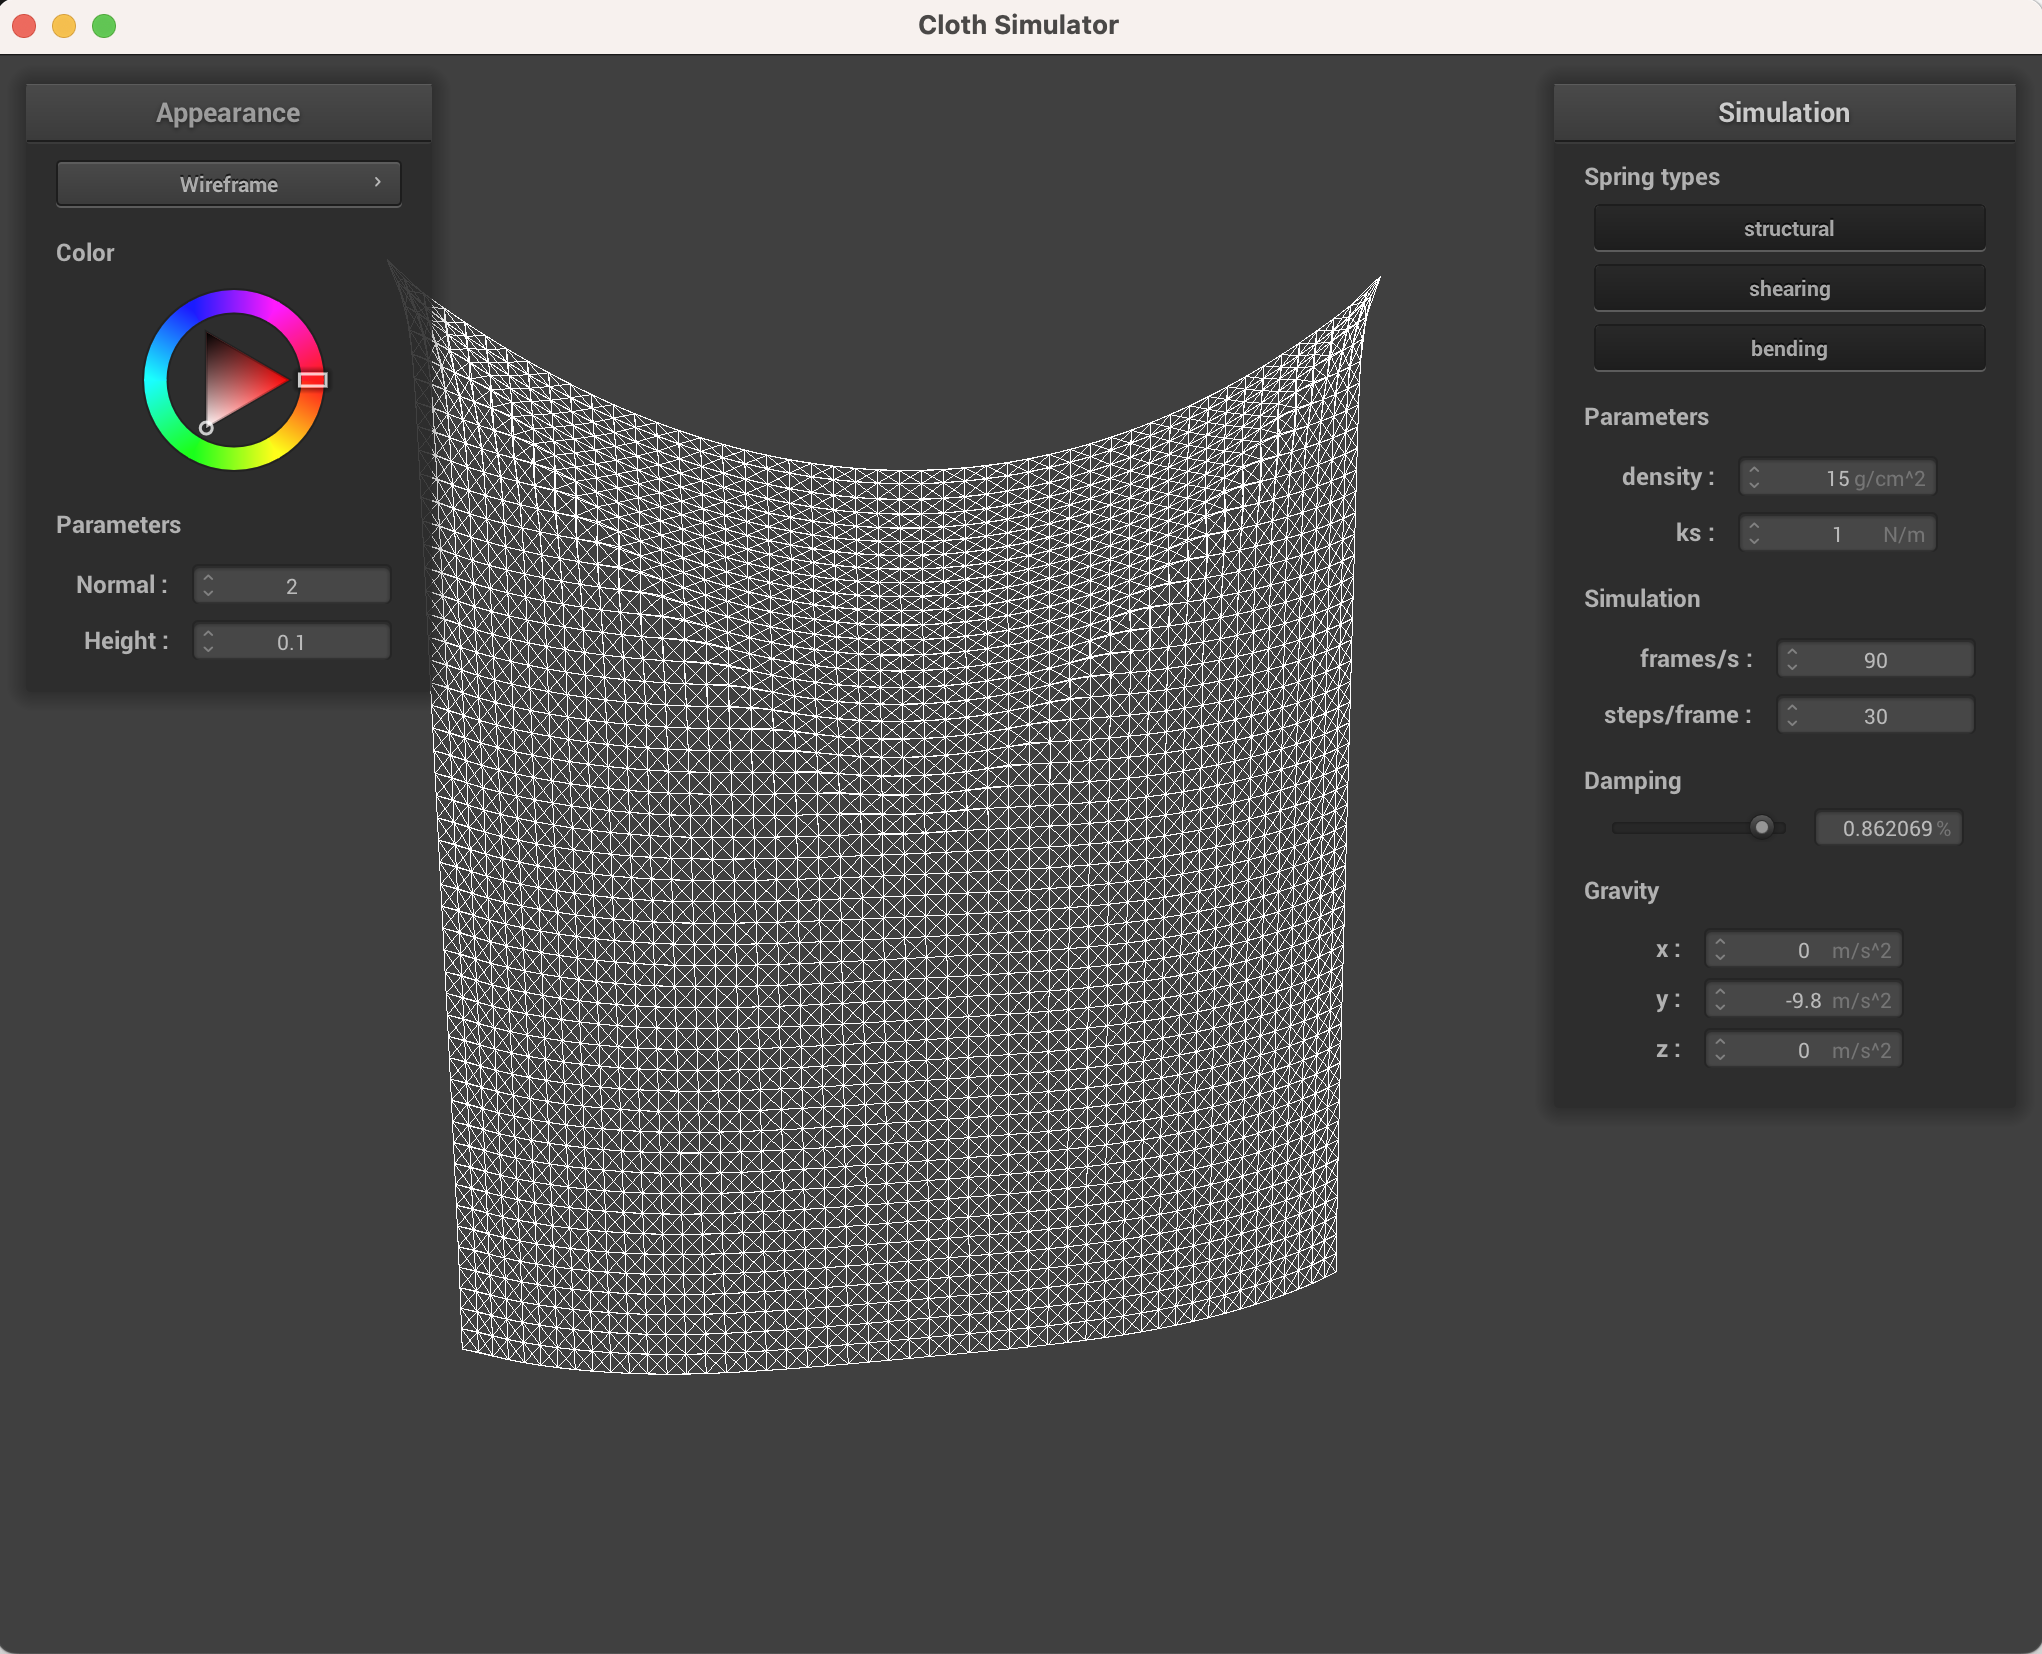 Cloth Simulator
Appearance
Wireframe
Color
Parameters
Normal : 2
Height : 0.1
Simulation
Spring types
structural
shearing
bending
Parameters
density : 15 g/cm^2
ks : 1 N/m
Simulation
frames/s : 90
steps/frame : 30
Damping
0.862069 %
Gravity
x : 0 m/s^2
y : -9.8 m/s^2
z : 0 m/s^2